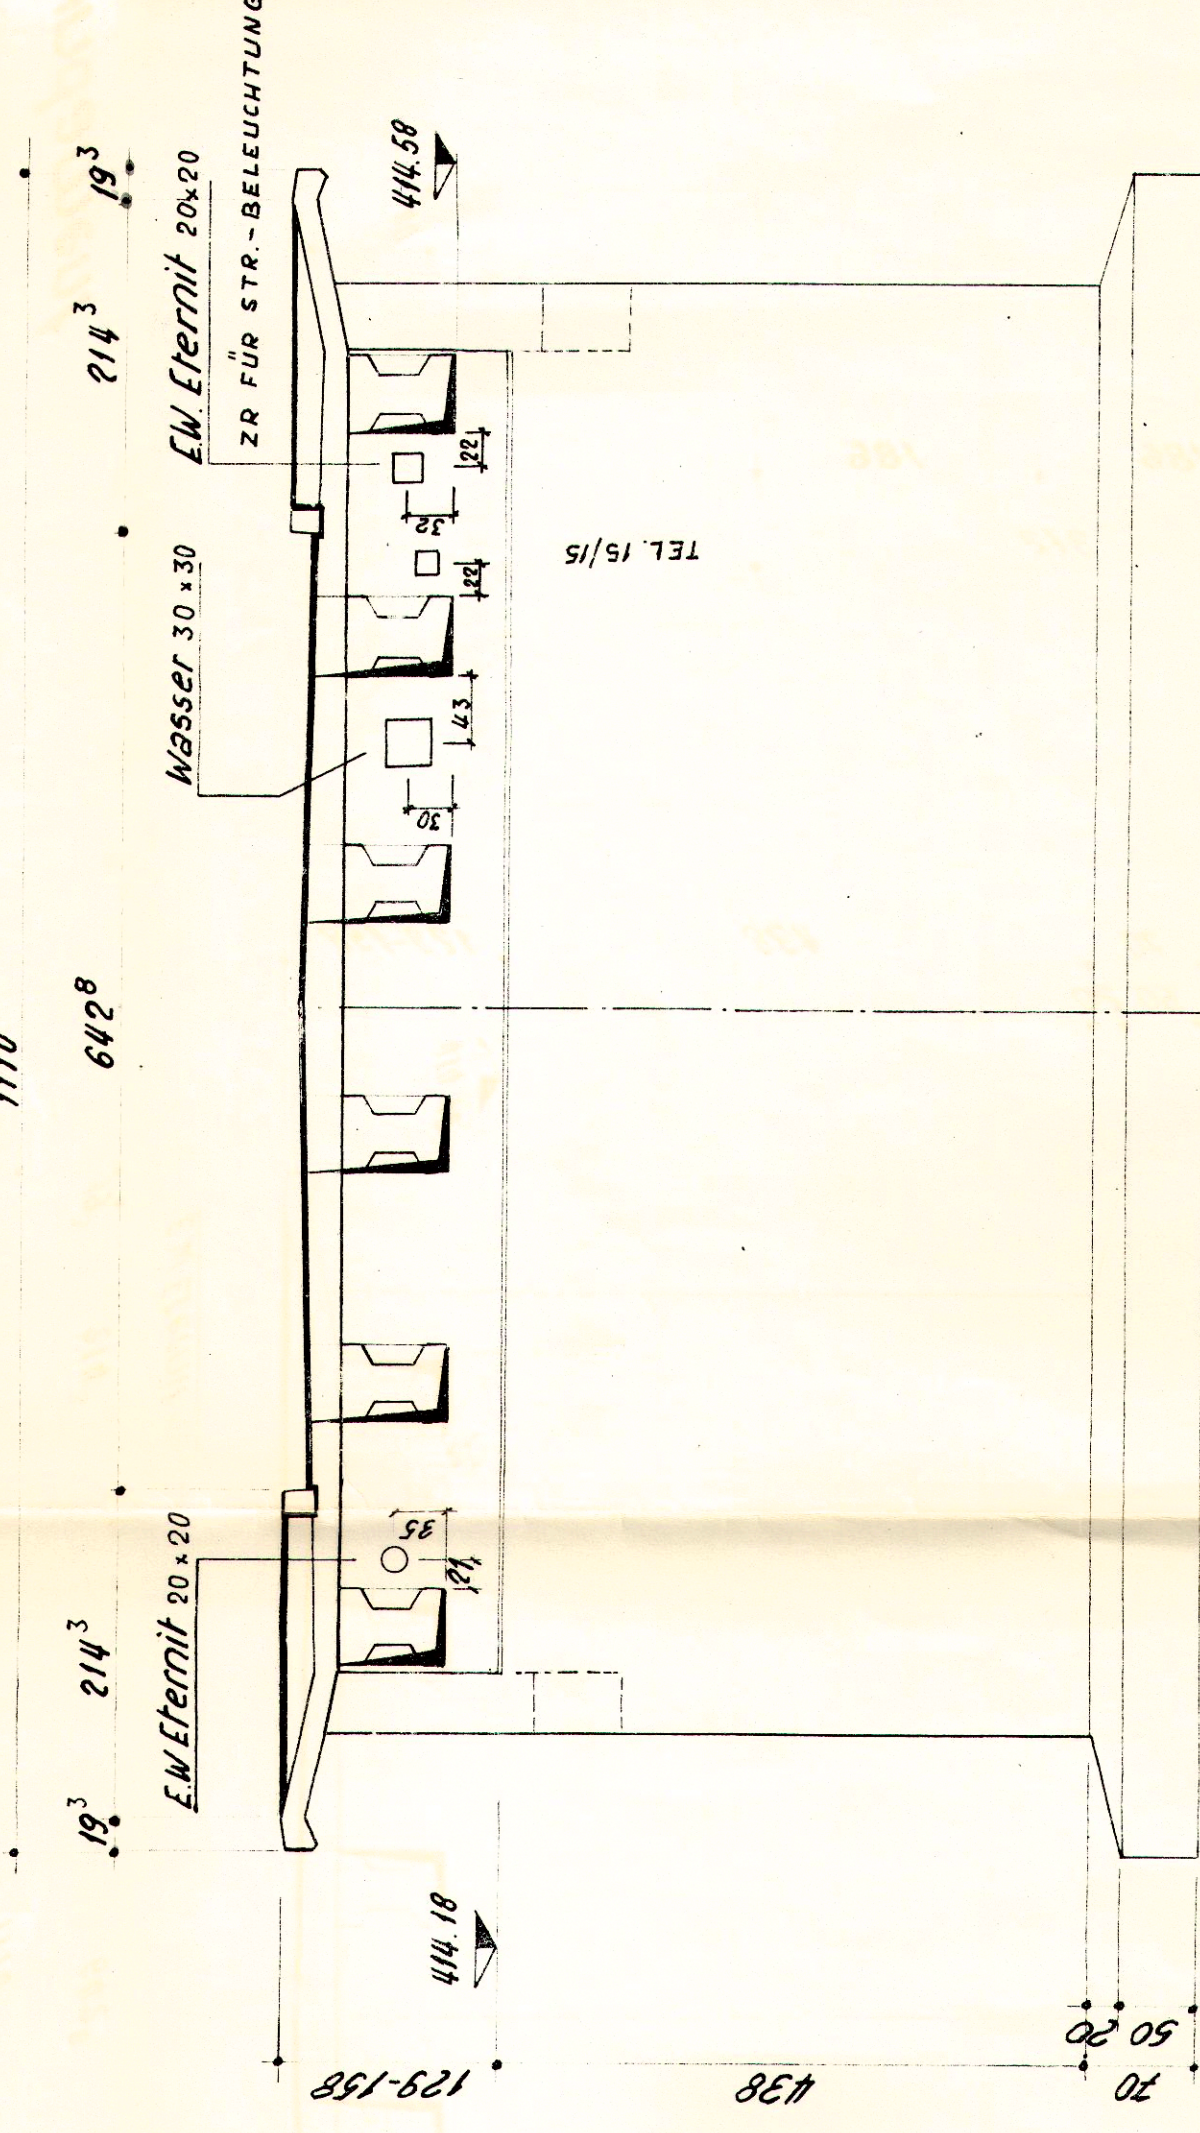 1110
19³ 214³ 642⁸ 214³ 19³
E.W Eternit 20x20
Wasser 30x30
E.W. Eternit 20x20
ZR FÜR STR.-BELEUCHTUNG
414.58
35
21
30
43
22
32
22
TEL. 15/15
414.18
129-158
438
20
50
70